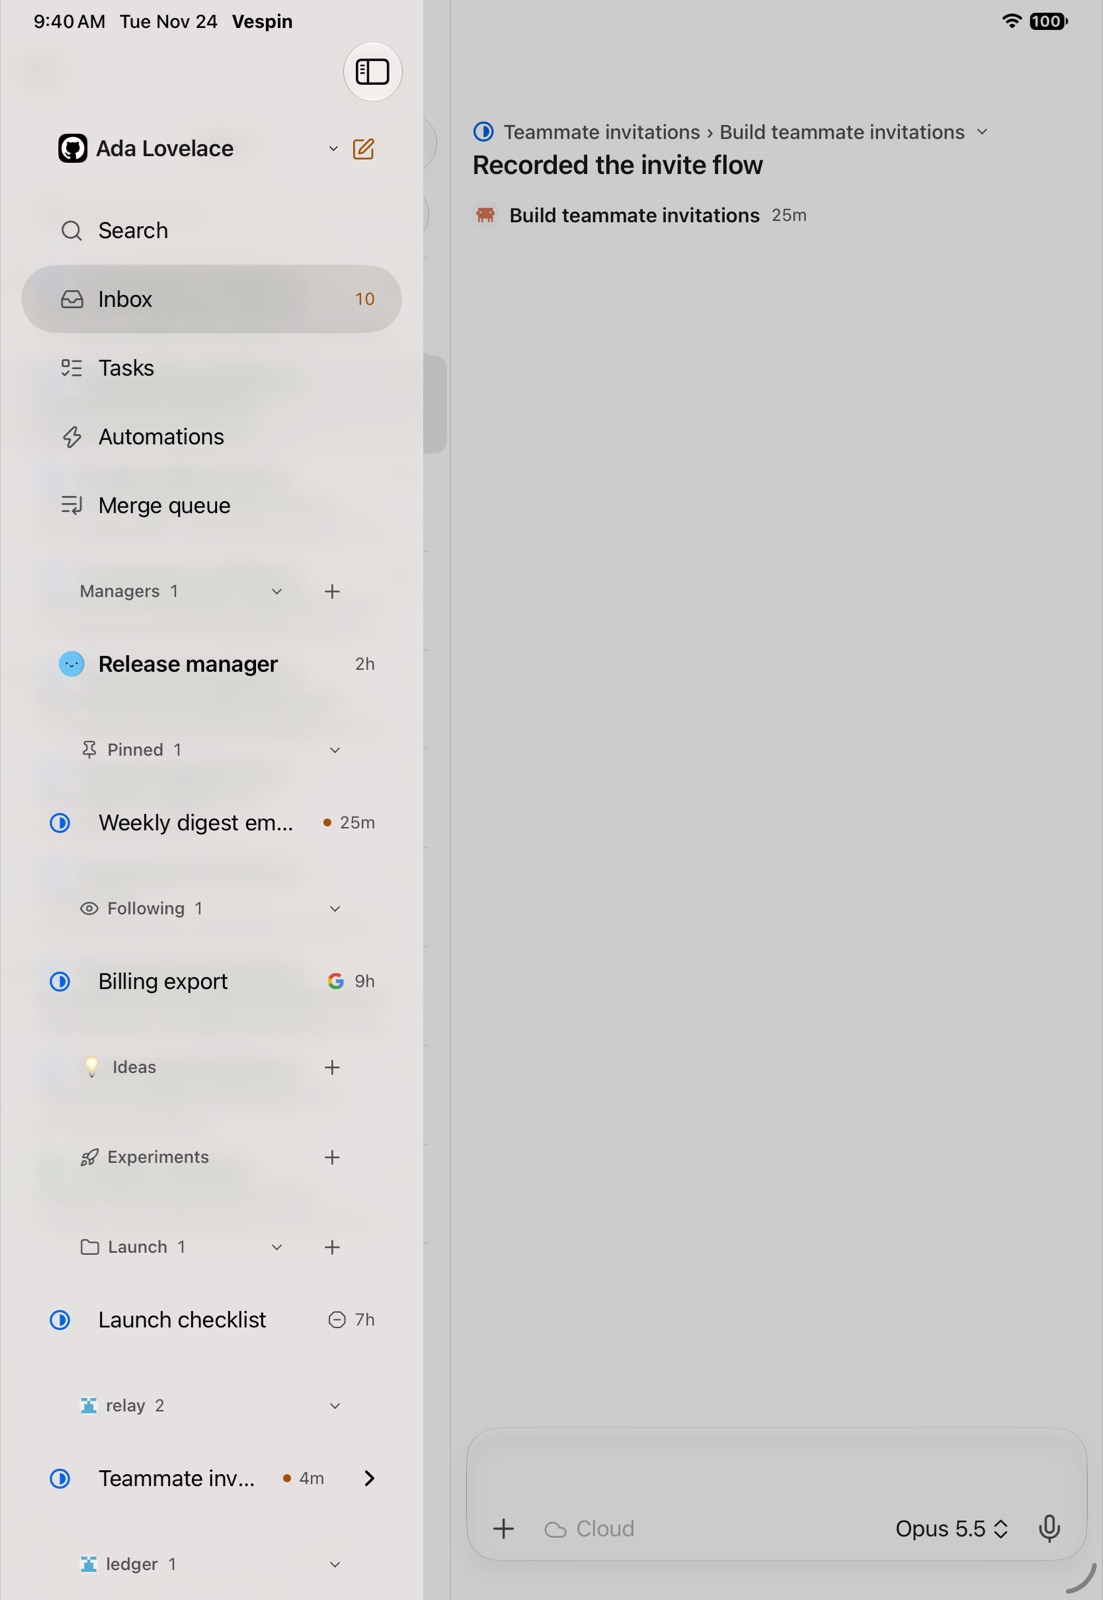 9:40 AM Tue Nov 24 Vespin
100
Ada Lovelace
Search
Inbox 10
Tasks
Automations
Merge queue
Managers 1
Release manager 2h
Pinned 1
Weekly digest em... 25m
Following 1
Billing export 9h
Ideas
Experiments
Launch 1
Launch checklist 7h
relay 2
Teammate inv... 4m
ledger 1
Teammate invitations › Build teammate invitations
Recorded the invite flow
Build teammate invitations 25m
Cloud
Opus 5.5